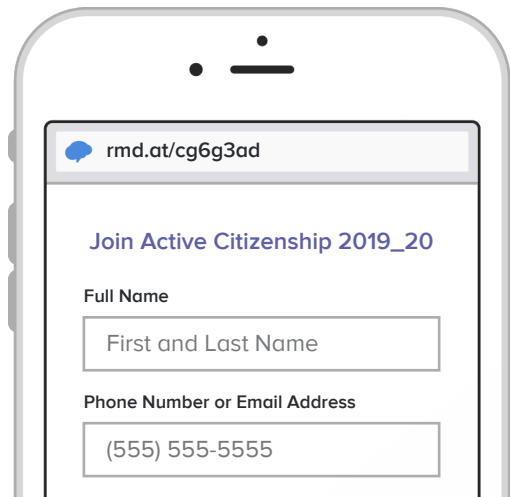 rmd.at/cg6g3ad
Join Active Citizenship 2019_20
Full Name
First and Last Name
Phone Number or Email Address
(555) 555-5555